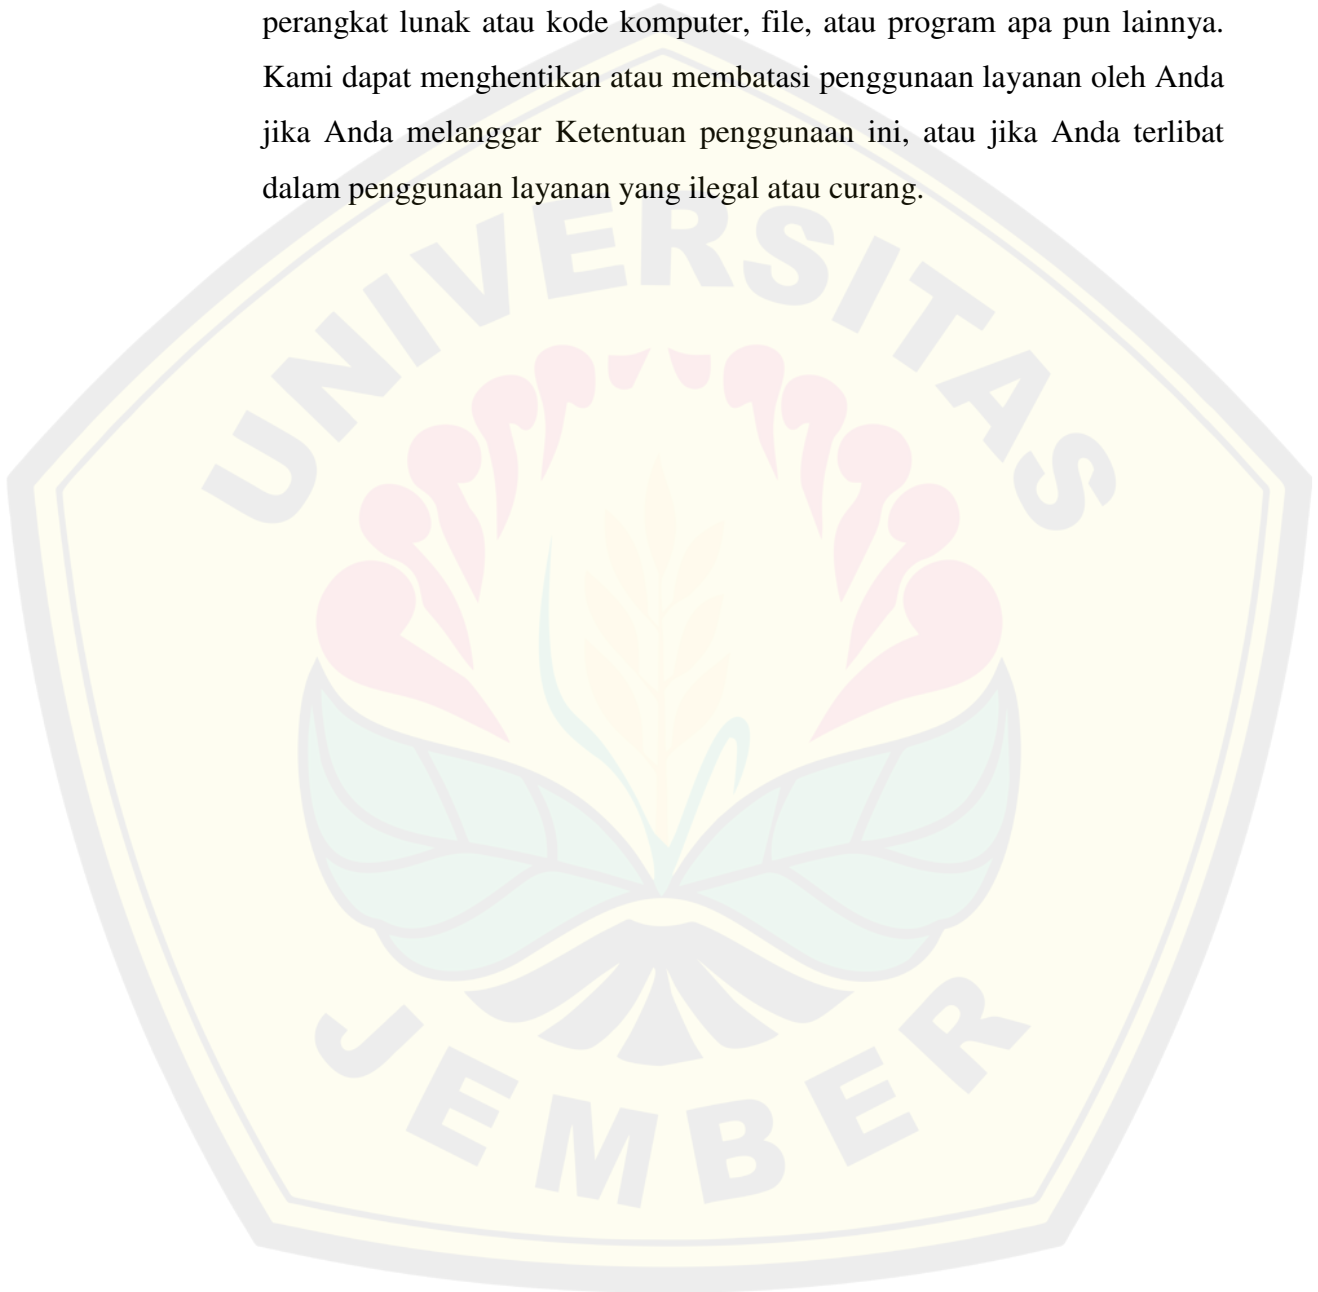 perangkat lunak atau kode komputer, file, atau program apa pun lainnya.
Kami dapat menghentikan atau membatasi penggunaan layanan oleh Anda
jika Anda melanggar Ketentuan penggunaan ini, atau jika Anda terlibat
dalam penggunaan layanan yang ilegal atau curang.
UNIVERSITAS
JEMBER